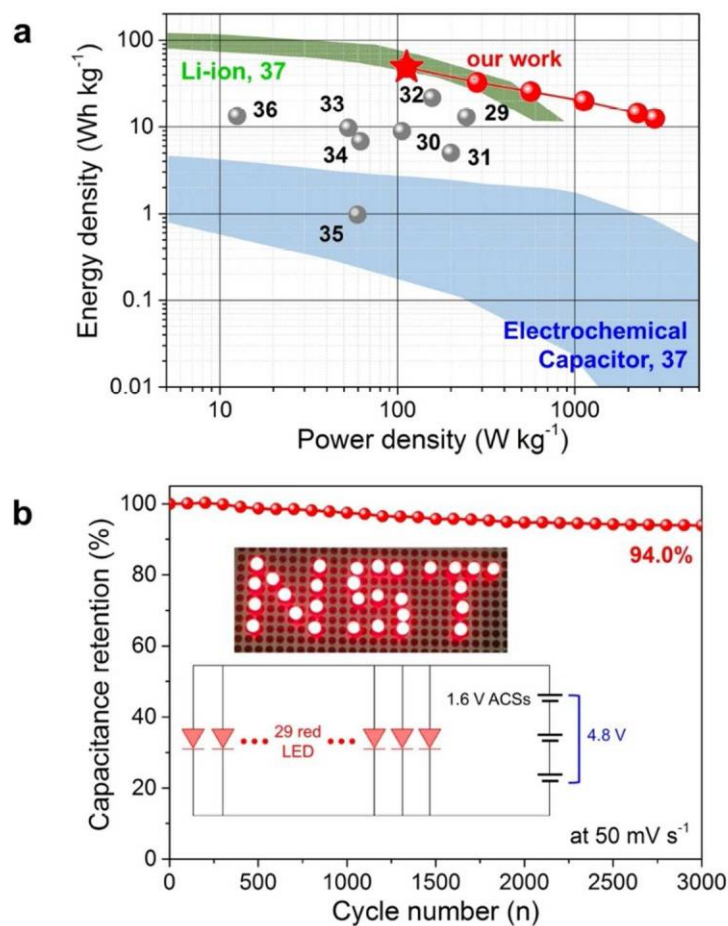 a
100
10
1
0.1
0.01
Energy density (Wh kg⁻¹)
Li-ion, 37
our work
36
33
32
29
34
30
31
35
Electrochemical
Capacitor, 37
10
100
1000
Power density (W kg⁻¹)
b
100
80
60
40
20
0
Capacitance retention (%)
94.0%
NST
1.6 V ACSs
29 red
LED
4.8 V
at 50 mV s⁻¹
0
500
1000
1500
2000
2500
3000
Cycle number (n)